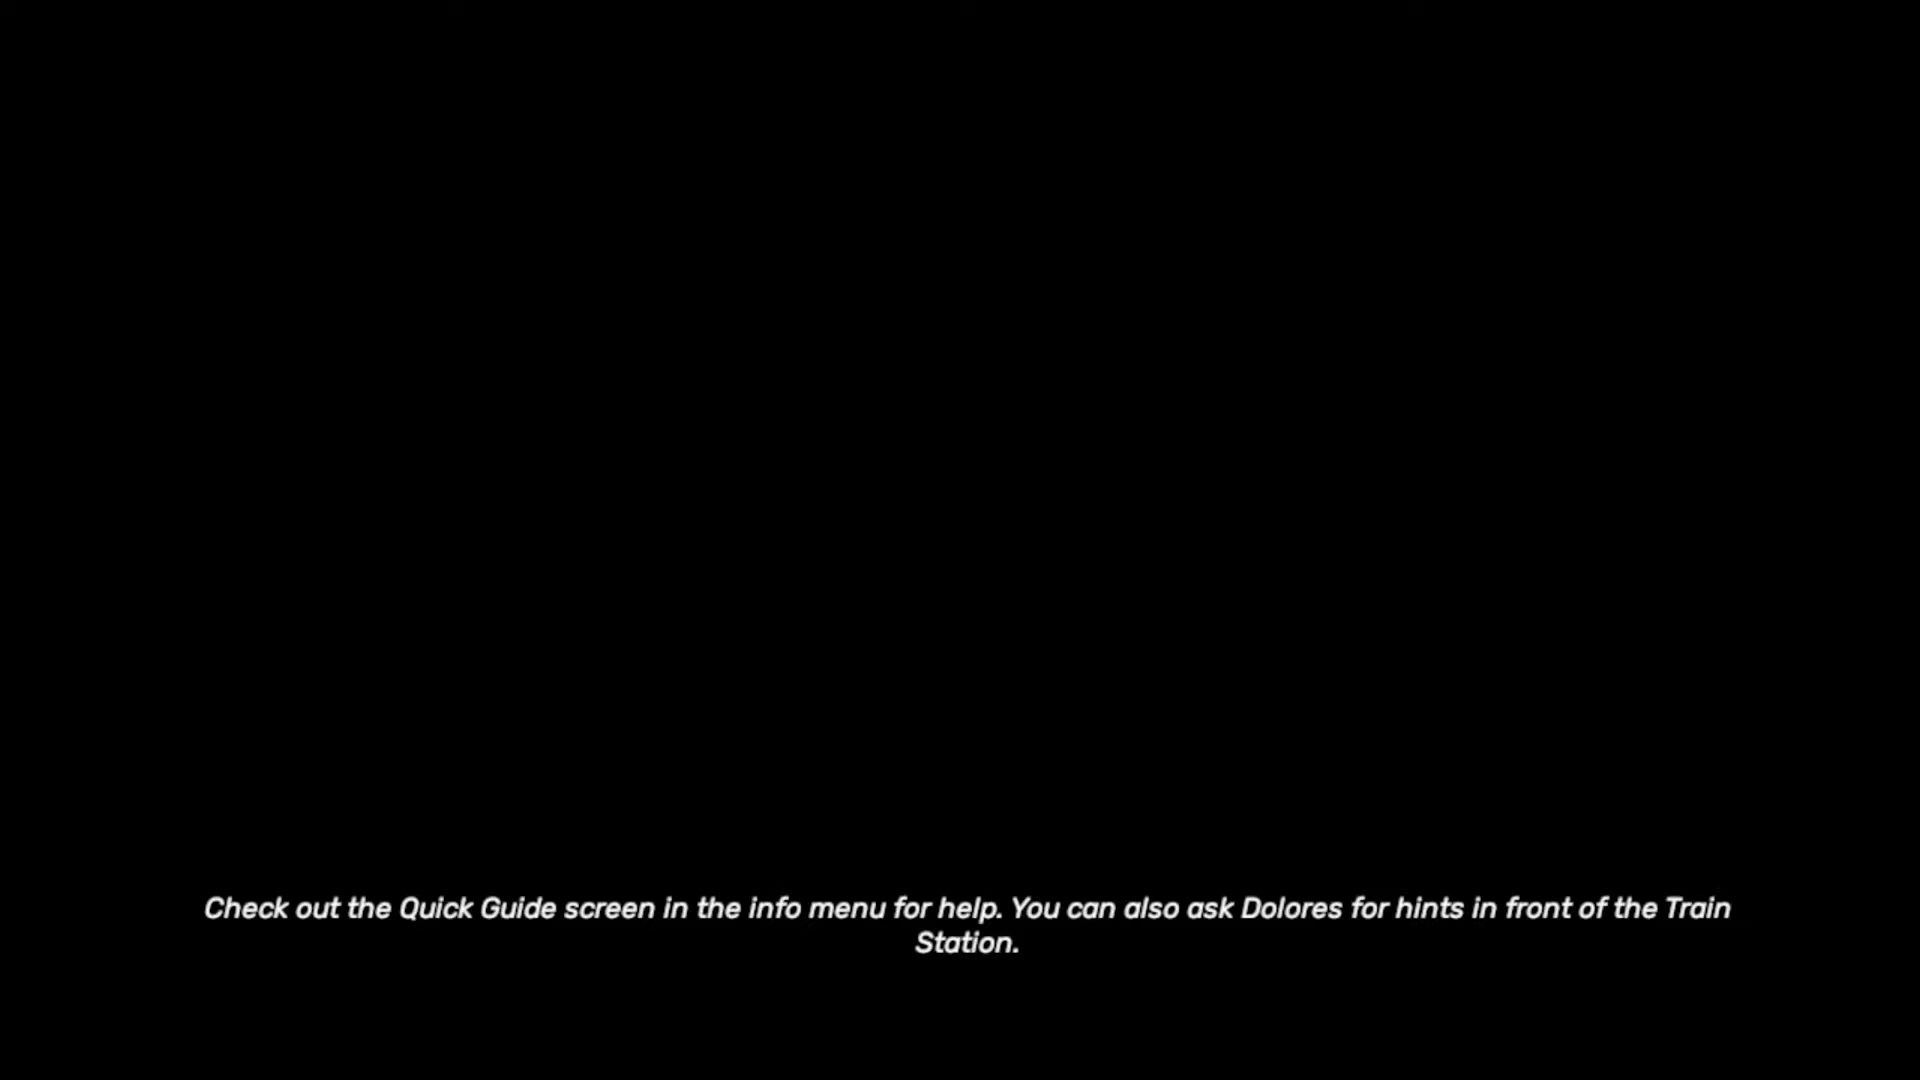 Check out the Quick Guide screen in the info menu for help. You can also ask Dolores for hints in front of the Train
Station.